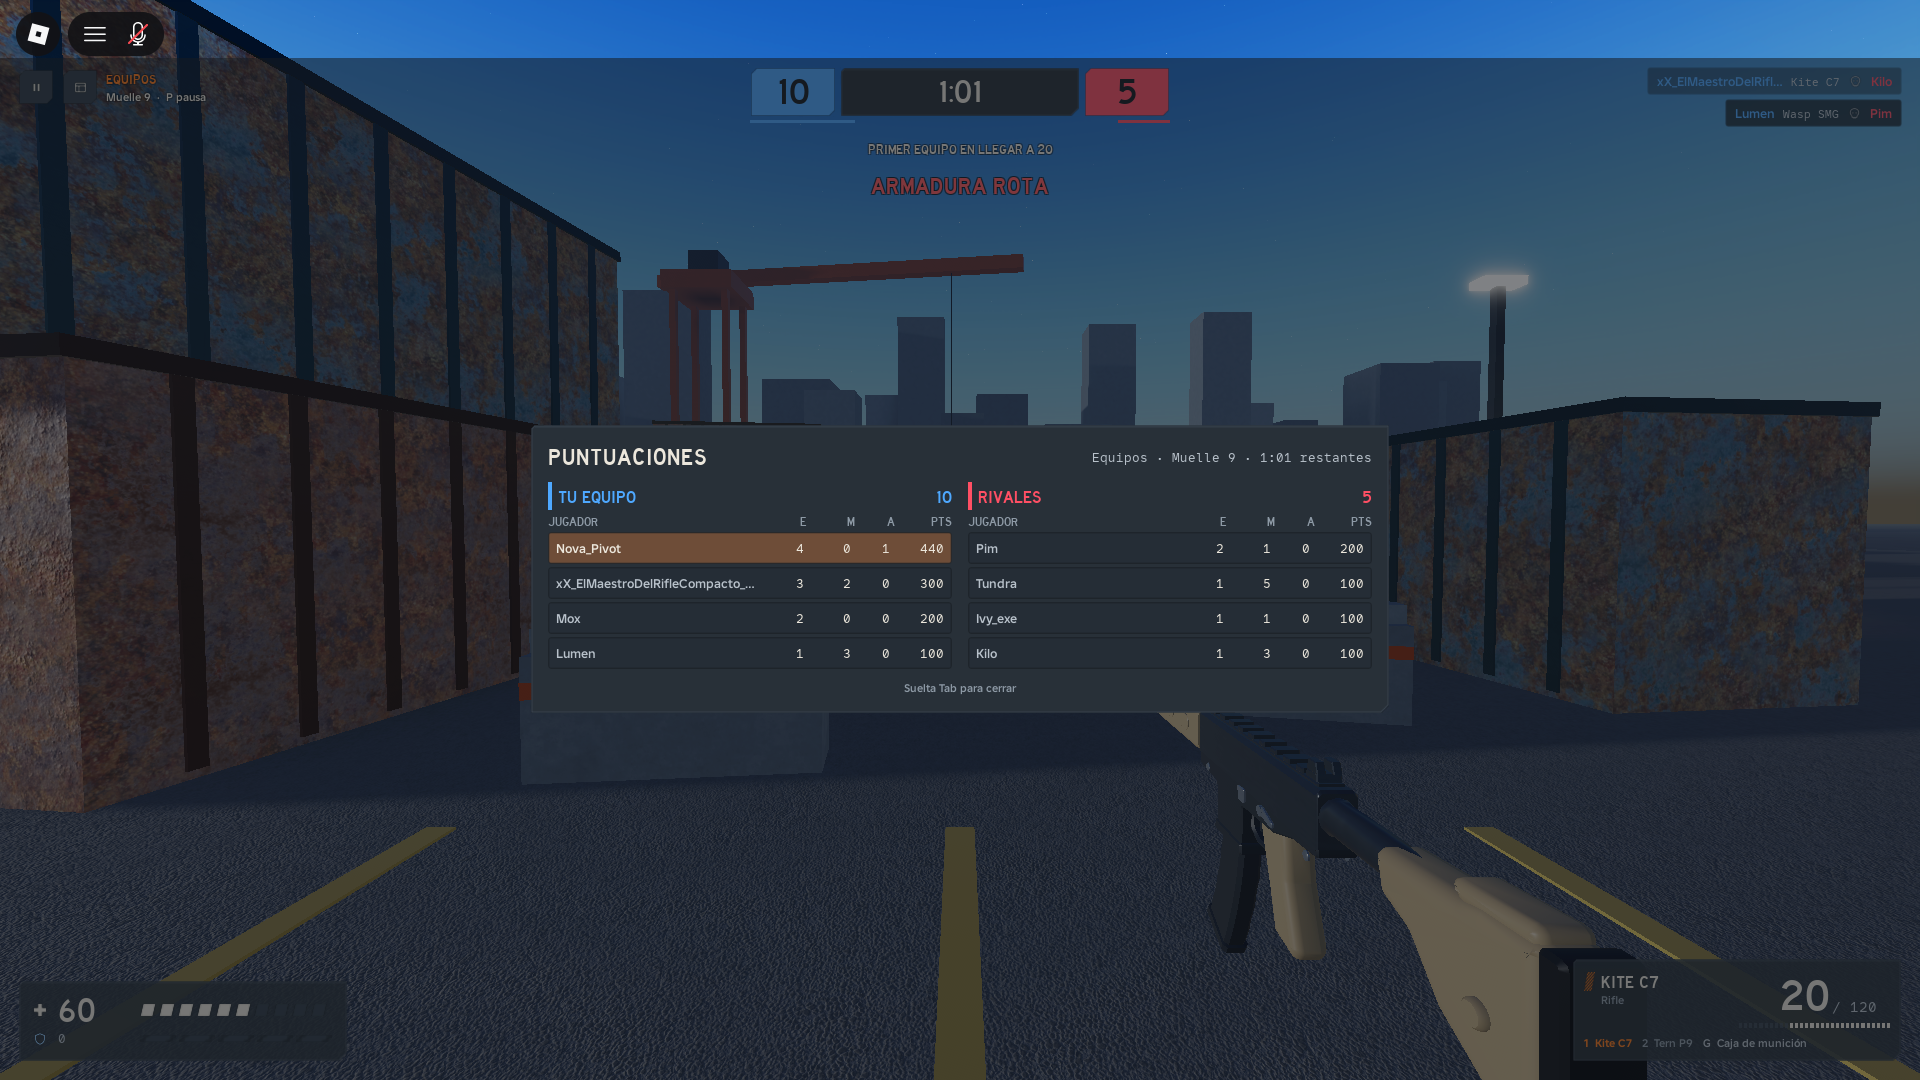 EQUIPOS
Muelle 9 · P pausa
10
1:01
5
PRIMER EQUIPO EN LLEGAR A 20
ARMADURA ROTA
xX_ElMaestroDelRifl... Kite C7 Kilo
Lumen Wasp SMG Pim
PUNTUACIONES
Equipos · Muelle 9 · 1:01 restantes
TU EQUIPO 10
JUGADOR E M A PTS
Nova_Pivot 4 0 1 440
xX_ElMaestroDelRifleCompacto_... 3 2 0 300
Mox 2 0 0 200
Lumen 1 3 0 100
RIVALES 5
JUGADOR E M A PTS
Pim 2 1 0 200
Tundra 1 5 0 100
Ivy_exe 1 1 0 100
Kilo 1 3 0 100
Suelta Tab para cerrar
+ 60
0
KITE C7
Rifle
20 / 120
1 Kite C7 2 Tern P9 G Caja de munición